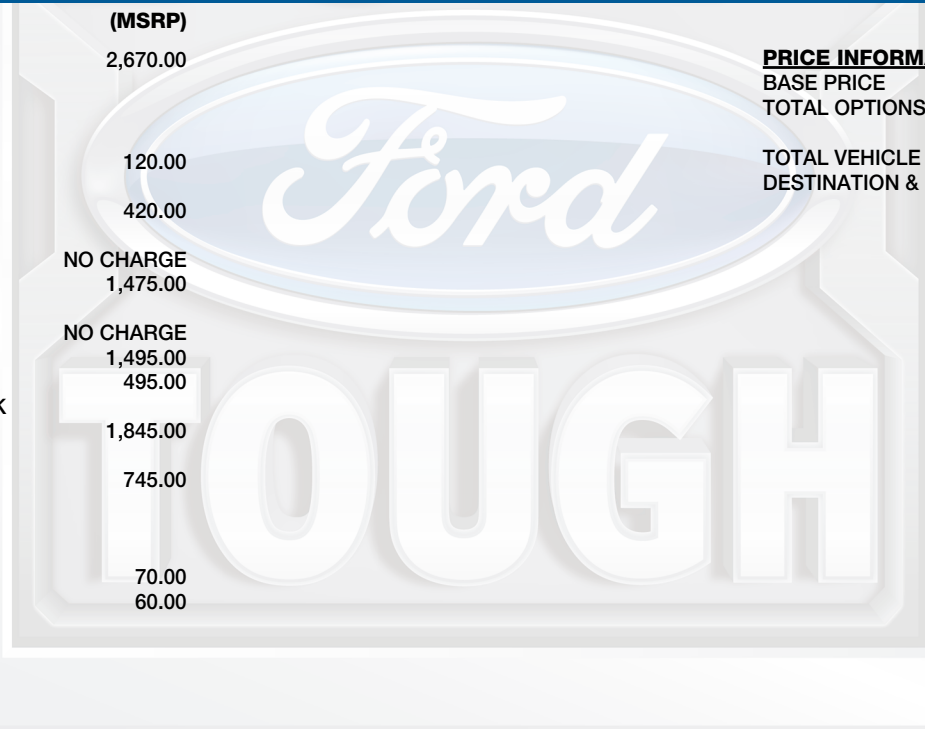 (MSRP)
2,670.00
120.00
420.00
NO CHARGE
1,475.00
NO CHARGE
1,495.00
495.00
K
1,845.00
745.00
70.00
60.00
PRICE INFORMA
BASE PRICE
TOTAL OPTIONS
TOTAL VEHICLE
DESTINATION &
Ford
TOUGH